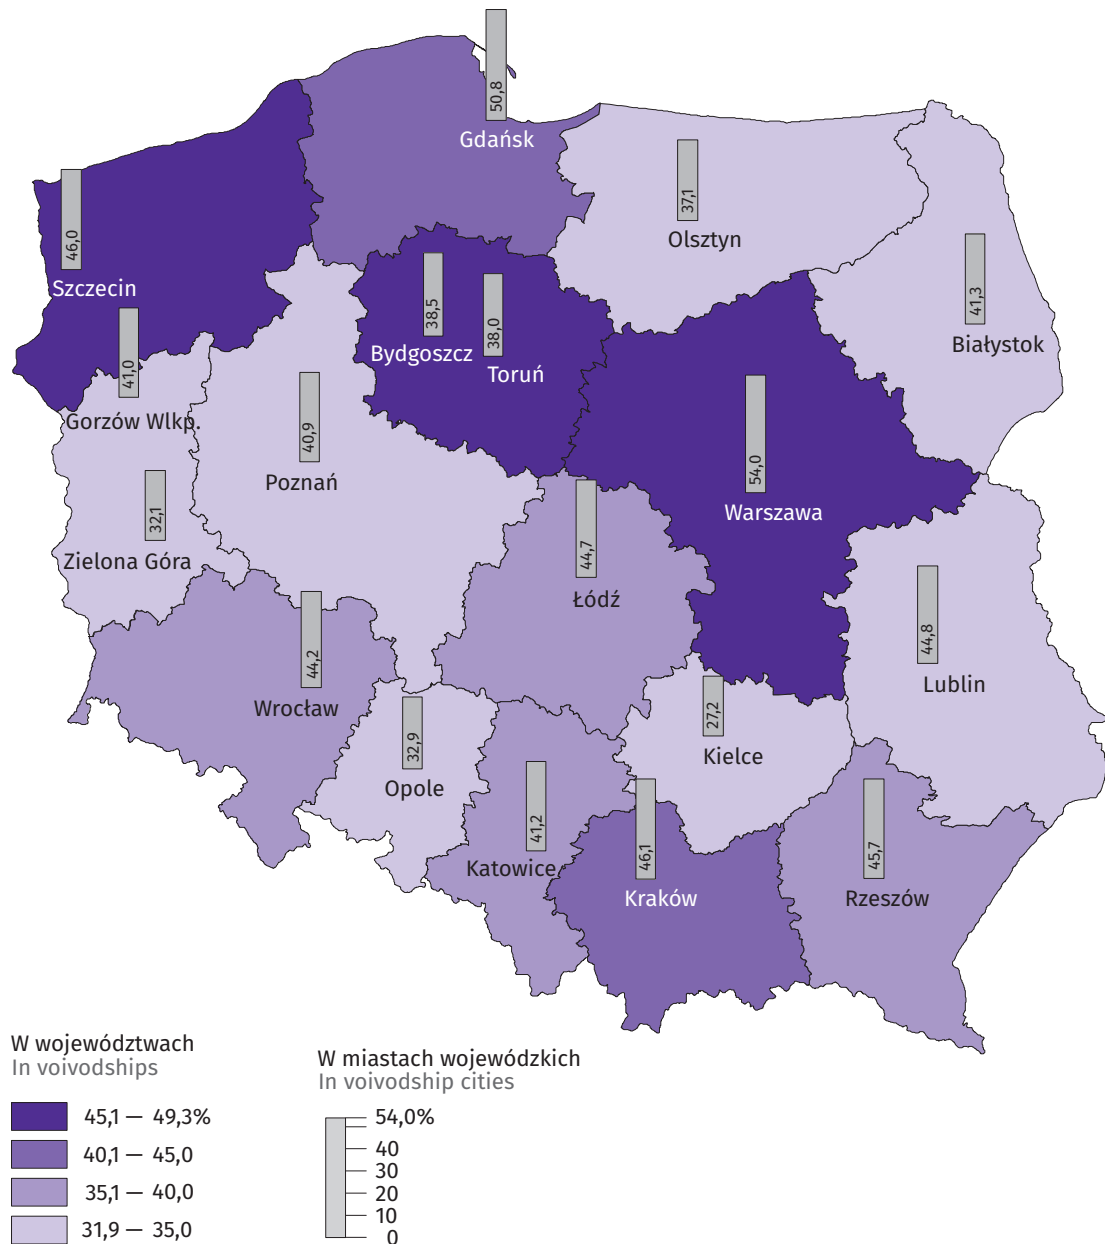 50,8
Gdańsk
37,1
Olsztyn
46,0
Szczecin
41,3
Białystok
38,5
Bydgoszcz
38,0
Toruń
41,0
Gorzów Wlkp.
40,9
Poznań
54,0
Warszawa
32,1
Zielona Góra
44,7
Łódź
44,8
Lublin
44,2
Wrocław
27,2
Kielce
32,9
Opole
41,2
Katowice
46,1
Kraków
45,7
Rzeszów
W województwach
In voivodships
45,1 — 49,3%
40,1 — 45,0
35,1 — 40,0
31,9 — 35,0
W miastach wojewódzkich
In voivodship cities
54,0%
40
30
20
10
0